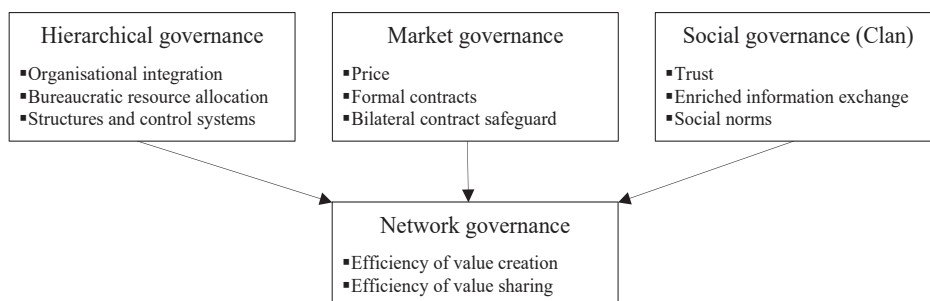 Hierarchical governance
▪Organisational integration
▪Bureaucratic resource allocation
▪Structures and control systems
Market governance
▪Price
▪Formal contracts
▪Bilateral contract safeguard
Social governance (Clan)
▪Trust
▪Enriched information exchange
▪Social norms
Network governance
▪Efficiency of value creation
▪Efficiency of value sharing